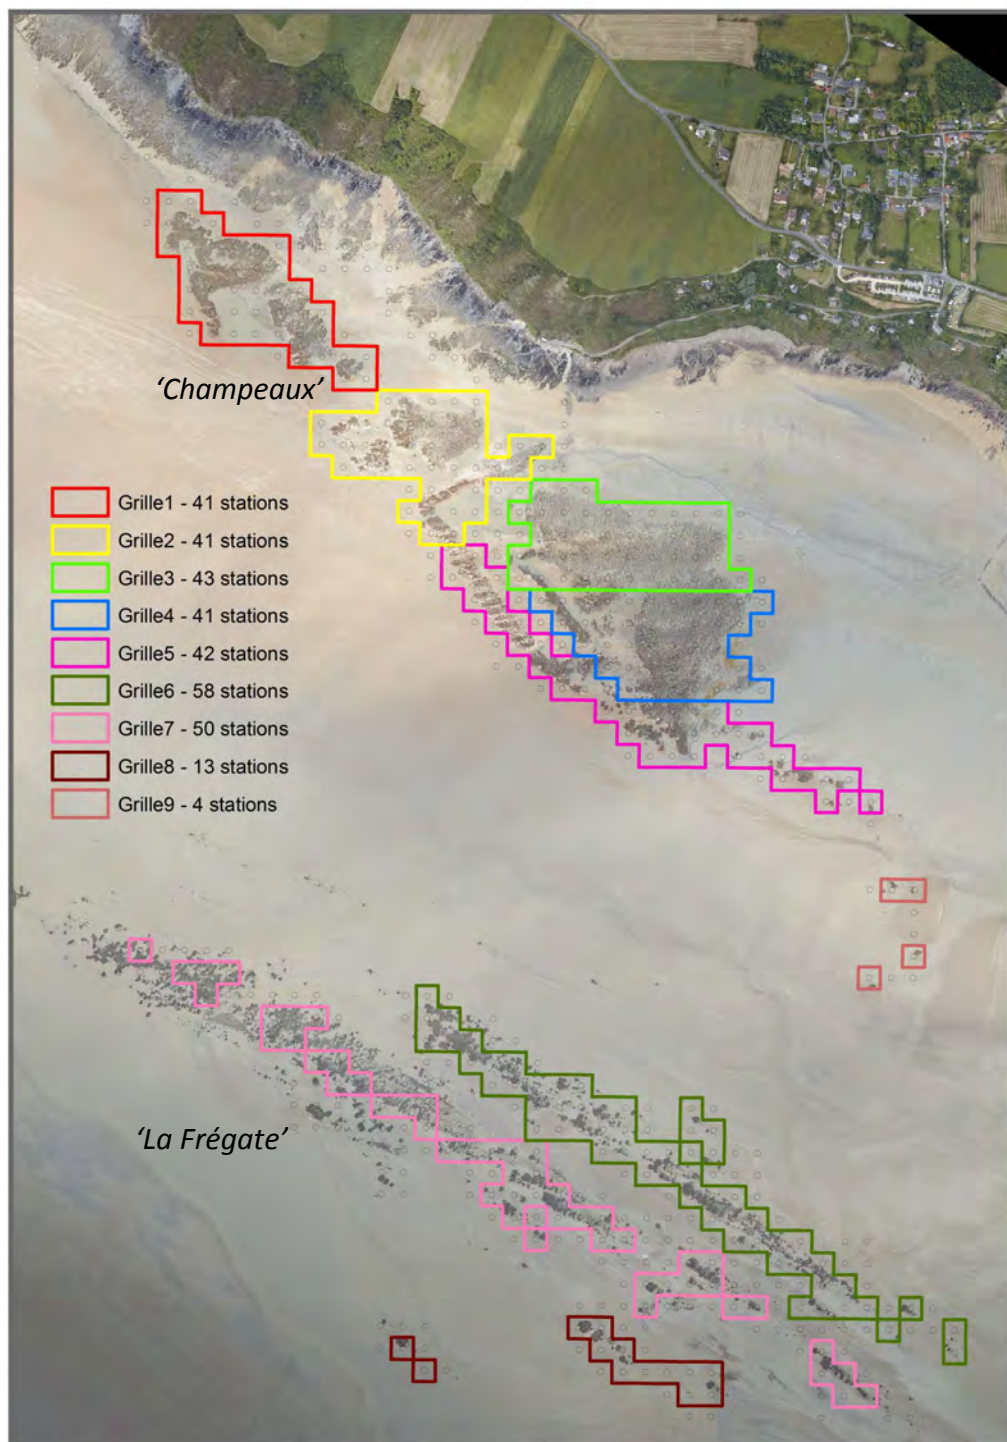 ‘Champeaux’
Grille1 - 41 stations
Grille2 - 41 stations
Grille3 - 43 stations
Grille4 - 41 stations
Grille5 - 42 stations
Grille6 - 58 stations
Grille7 - 50 stations
Grille8 - 13 stations
Grille9 - 4 stations
‘La Frégate’